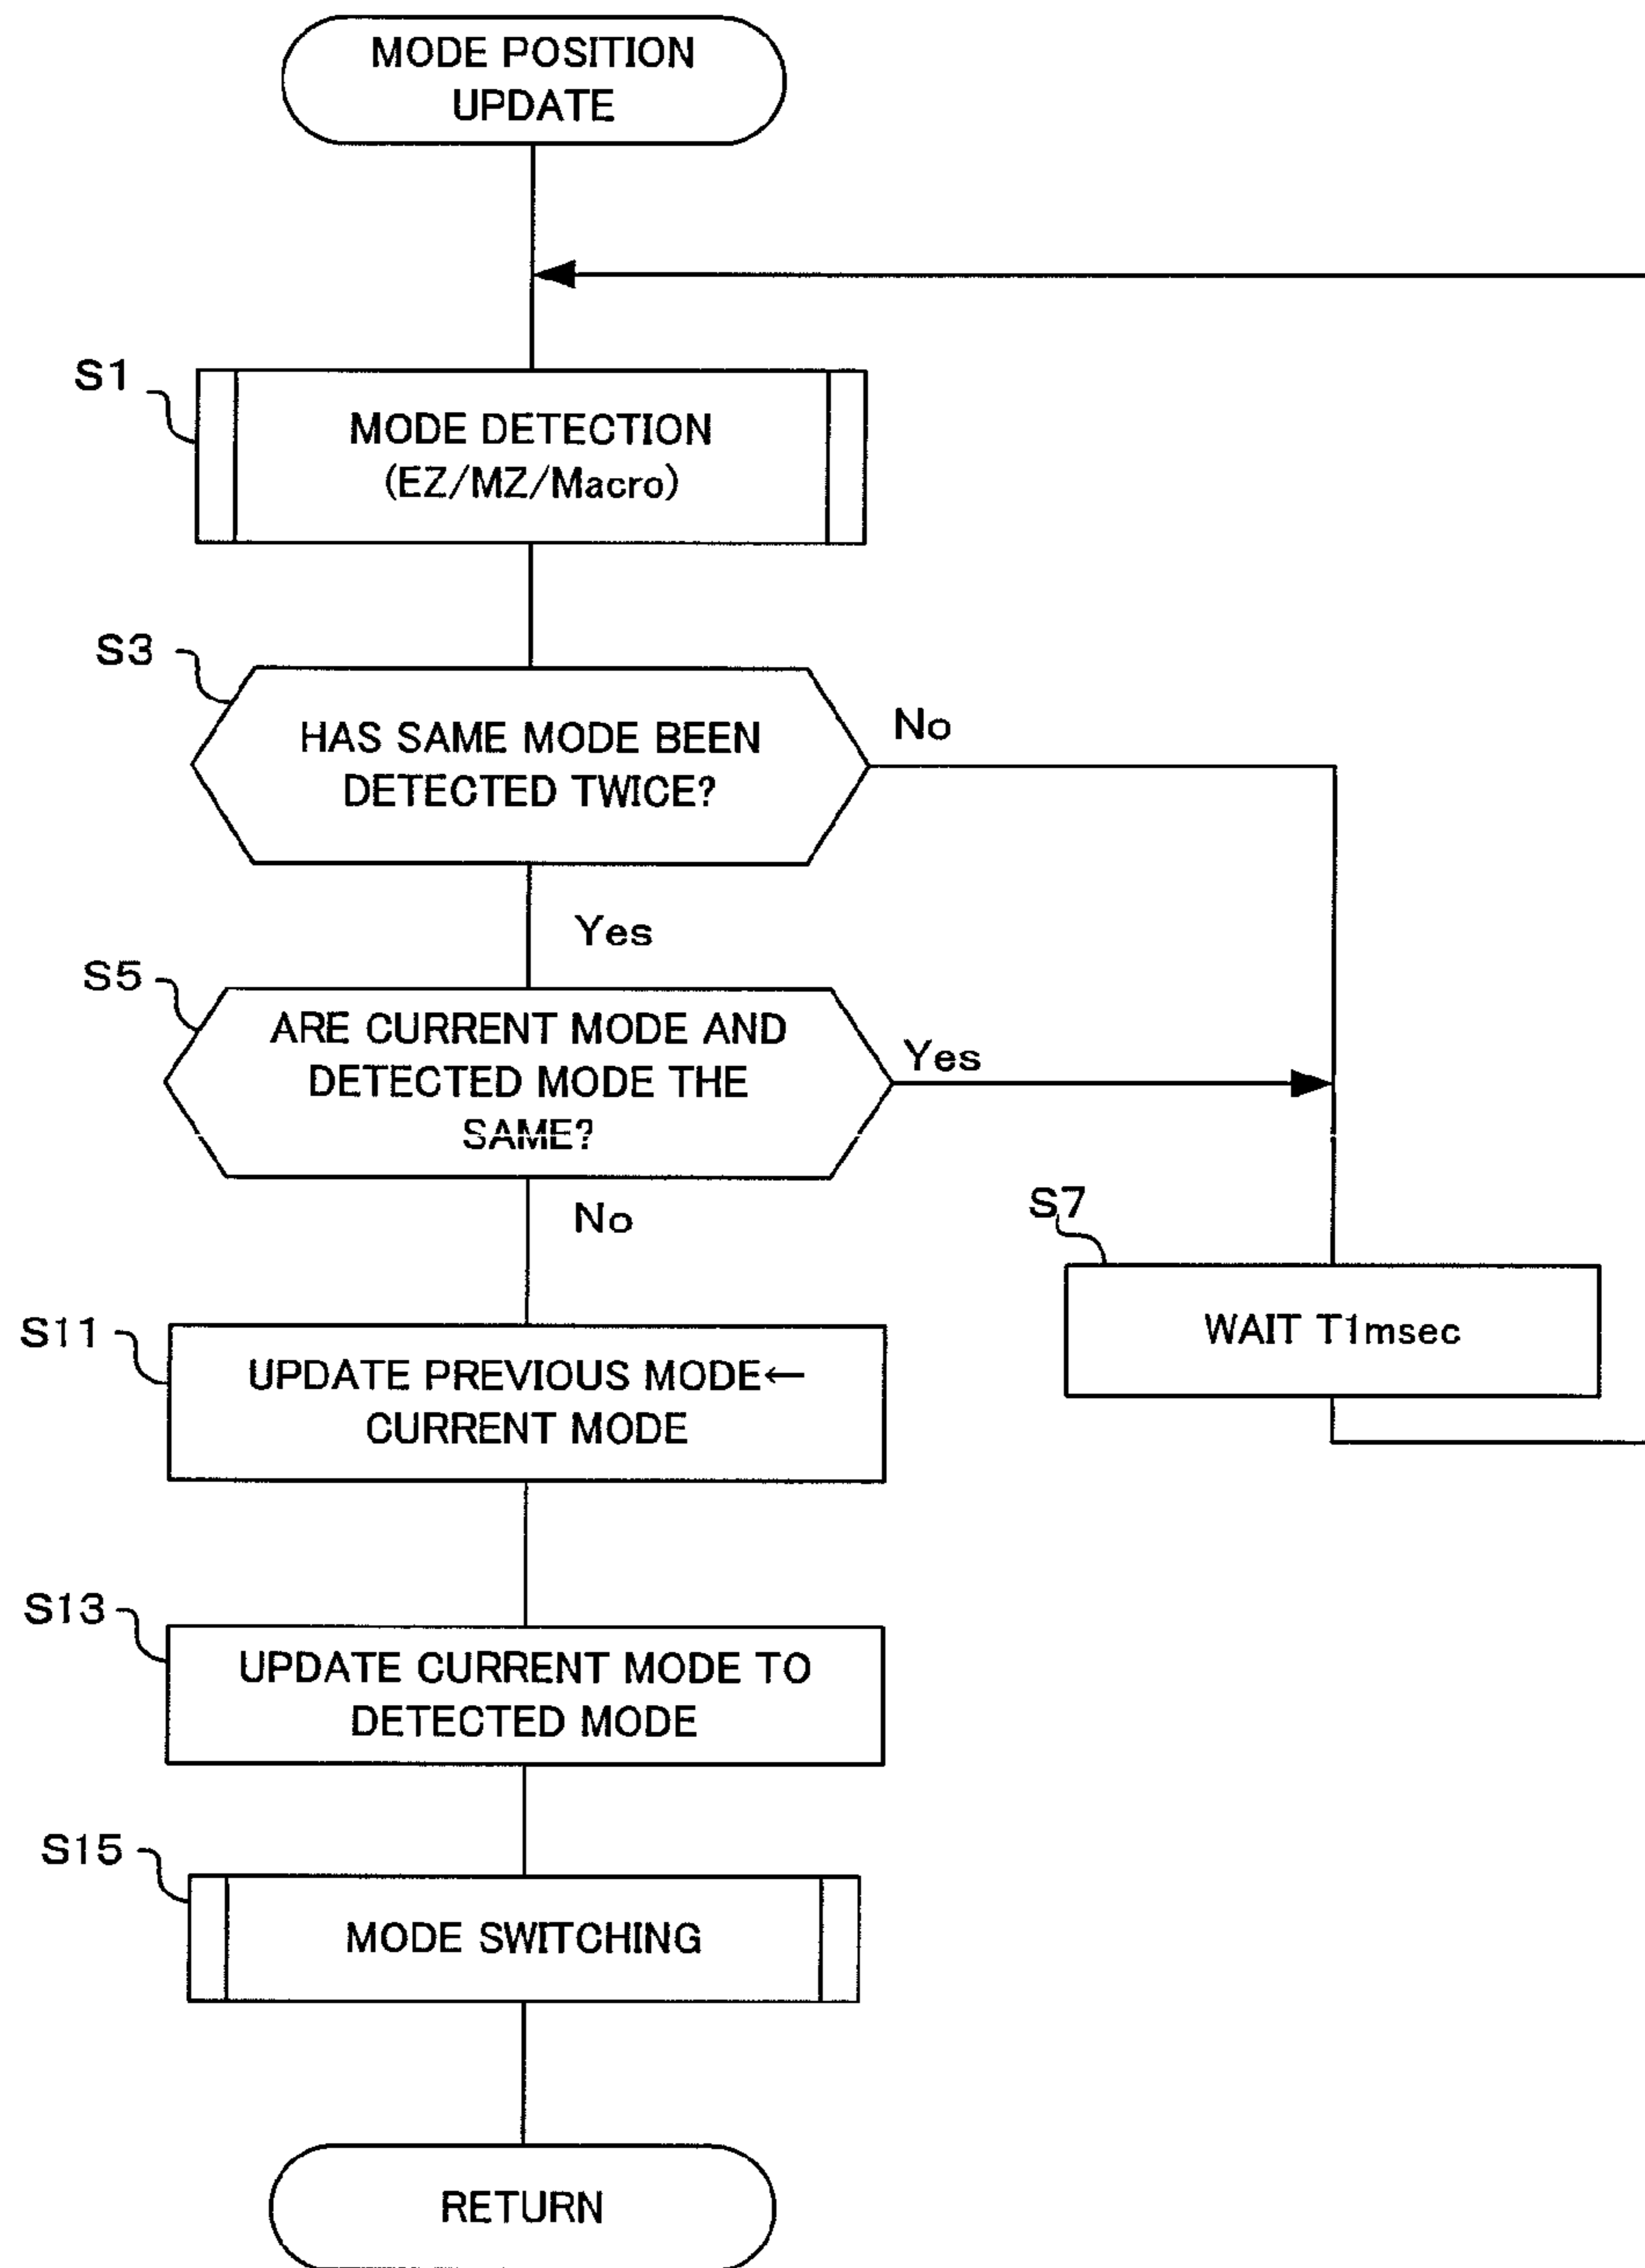 MODE POSITION
UPDATE
S1
MODE DETECTION
(EZ/MZ/Macro)
S3
HAS SAME MODE BEEN
DETECTED TWICE?
No
Yes
S5
ARE CURRENT MODE AND
DETECTED MODE THE
SAME?
Yes
No
S7
WAIT T1msec
S11
UPDATE PREVIOUS MODE←
CURRENT MODE
S13
UPDATE CURRENT MODE TO
DETECTED MODE
S15
MODE SWITCHING
RETURN